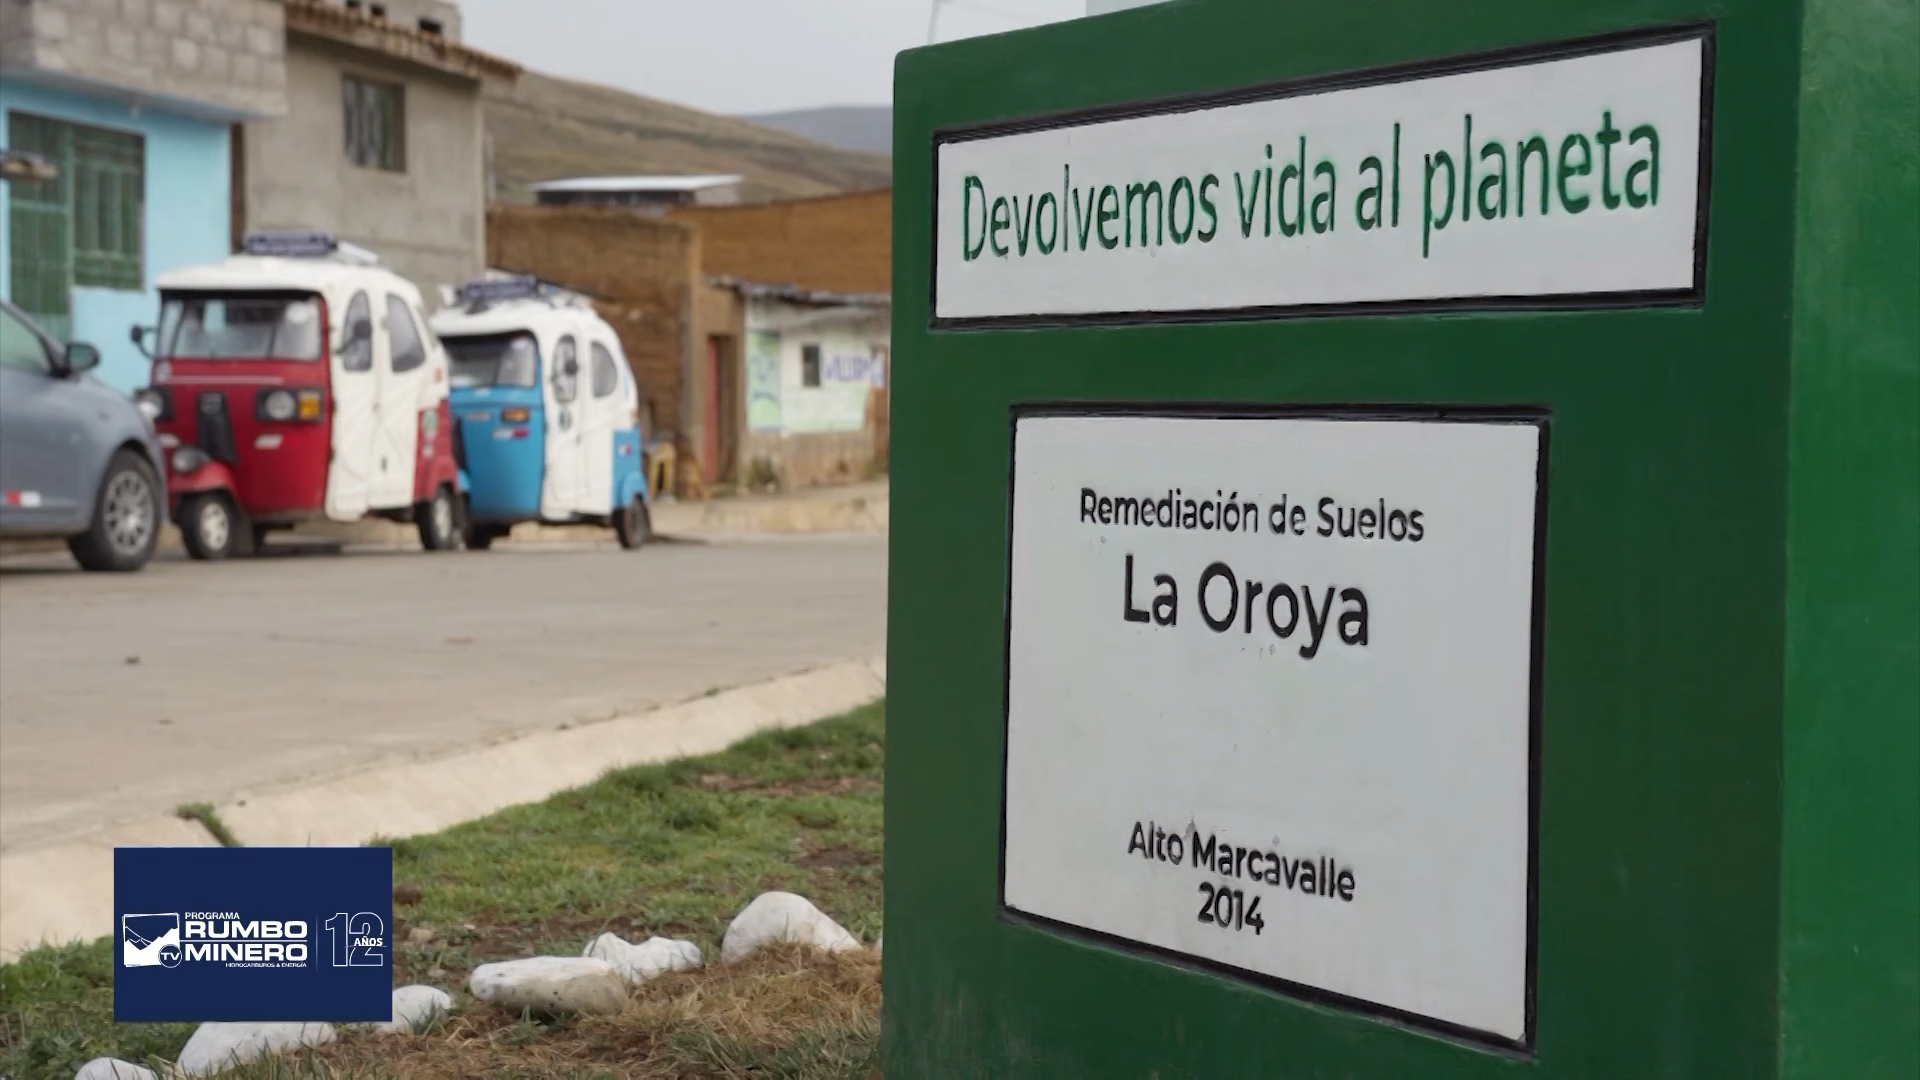 Devolvemos vida al planeta
Remediación de Suelos
La Oroya
Alto Marcavalle
2014
PROGRAMA
RUMBO
MINERO
TV
HIDROCARBUROS & ENERGÍA
12
AÑOS